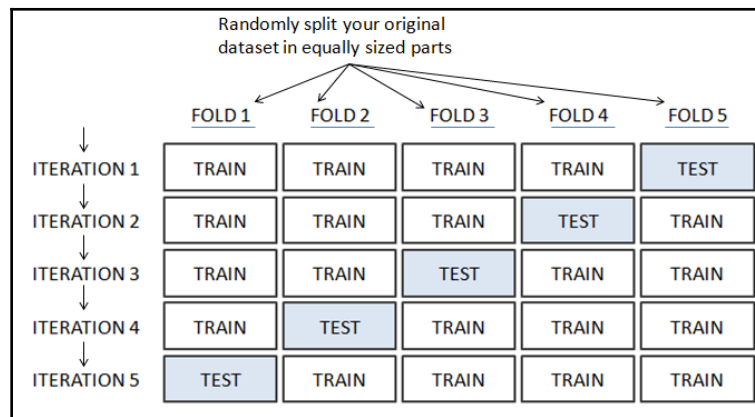 Randomly split your original
dataset in equally sized parts
FOLD 1 FOLD 2 FOLD 3 FOLD 4 FOLD 5
ITERATION 1 TRAIN TRAIN TRAIN TRAIN TEST
ITERATION 2 TRAIN TRAIN TRAIN TEST TRAIN
ITERATION 3 TRAIN TRAIN TEST TRAIN TRAIN
ITERATION 4 TRAIN TEST TRAIN TRAIN TRAIN
ITERATION 5 TEST TRAIN TRAIN TRAIN TRAIN